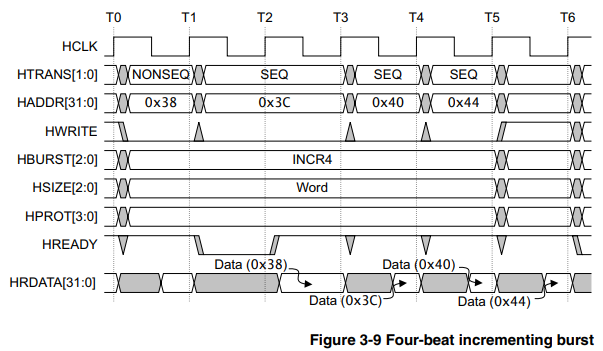 T0 T1 T2 T3 T4 T5 T6
HCLK
HTRANS[1:0] NONSEQ SEQ SEQ SEQ
HADDR[31:0] 0x38 0x3C 0x40 0x44
HWRITE
HBURST[2:0] INCR4
HSIZE[2:0] Word
HPROT[3:0]
HREADY
Data (0x38) Data (0x40)
HRDATA[31:0]
Data (0x3C) Data (0x44)
Figure 3-9 Four-beat incrementing burst